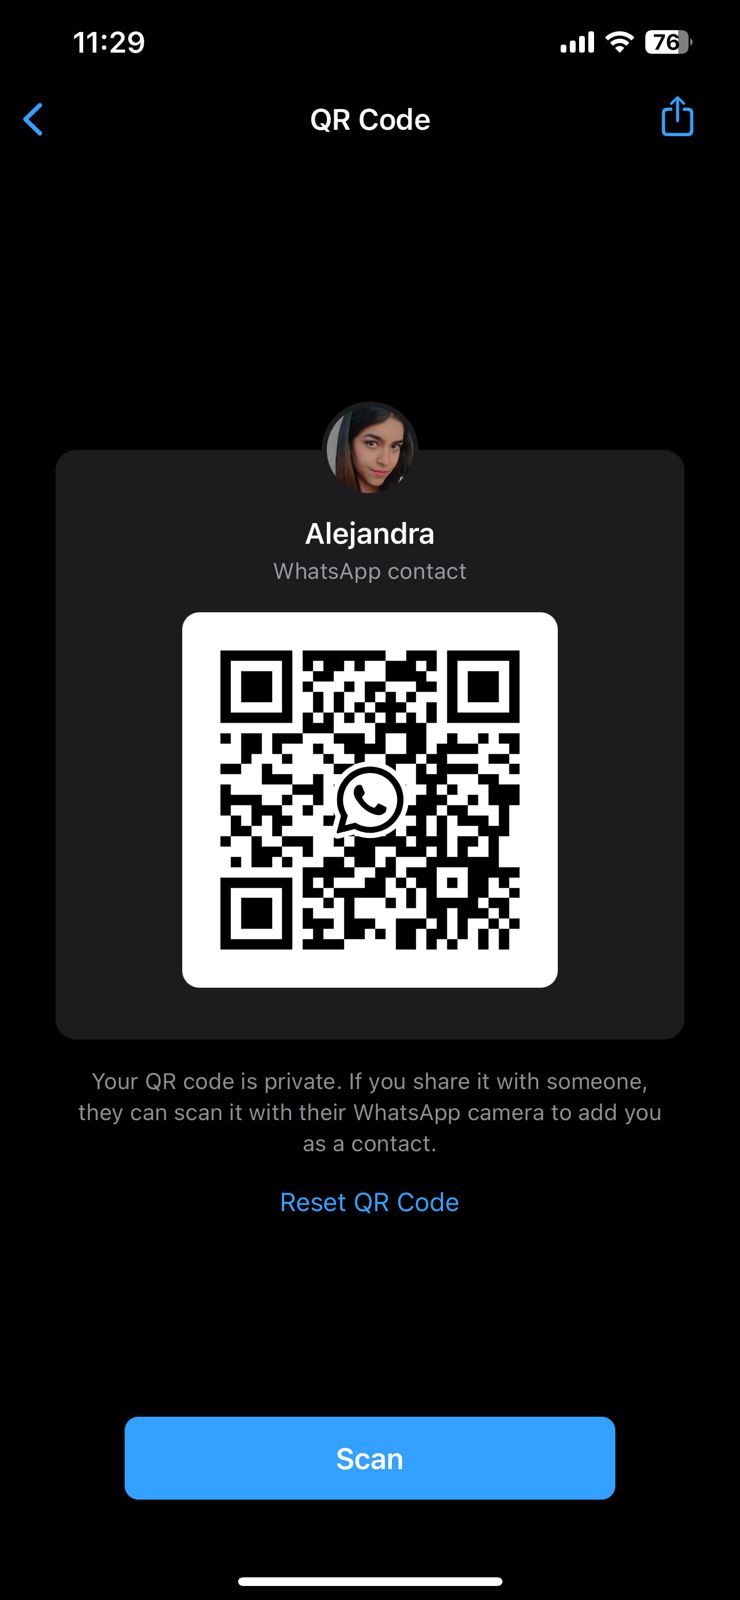 11:29
76
QR Code
Alejandra
WhatsApp contact
Your QR code is private. If you share it with someone,
they can scan it with their WhatsApp camera to add you
as a contact.
Reset QR Code
Scan